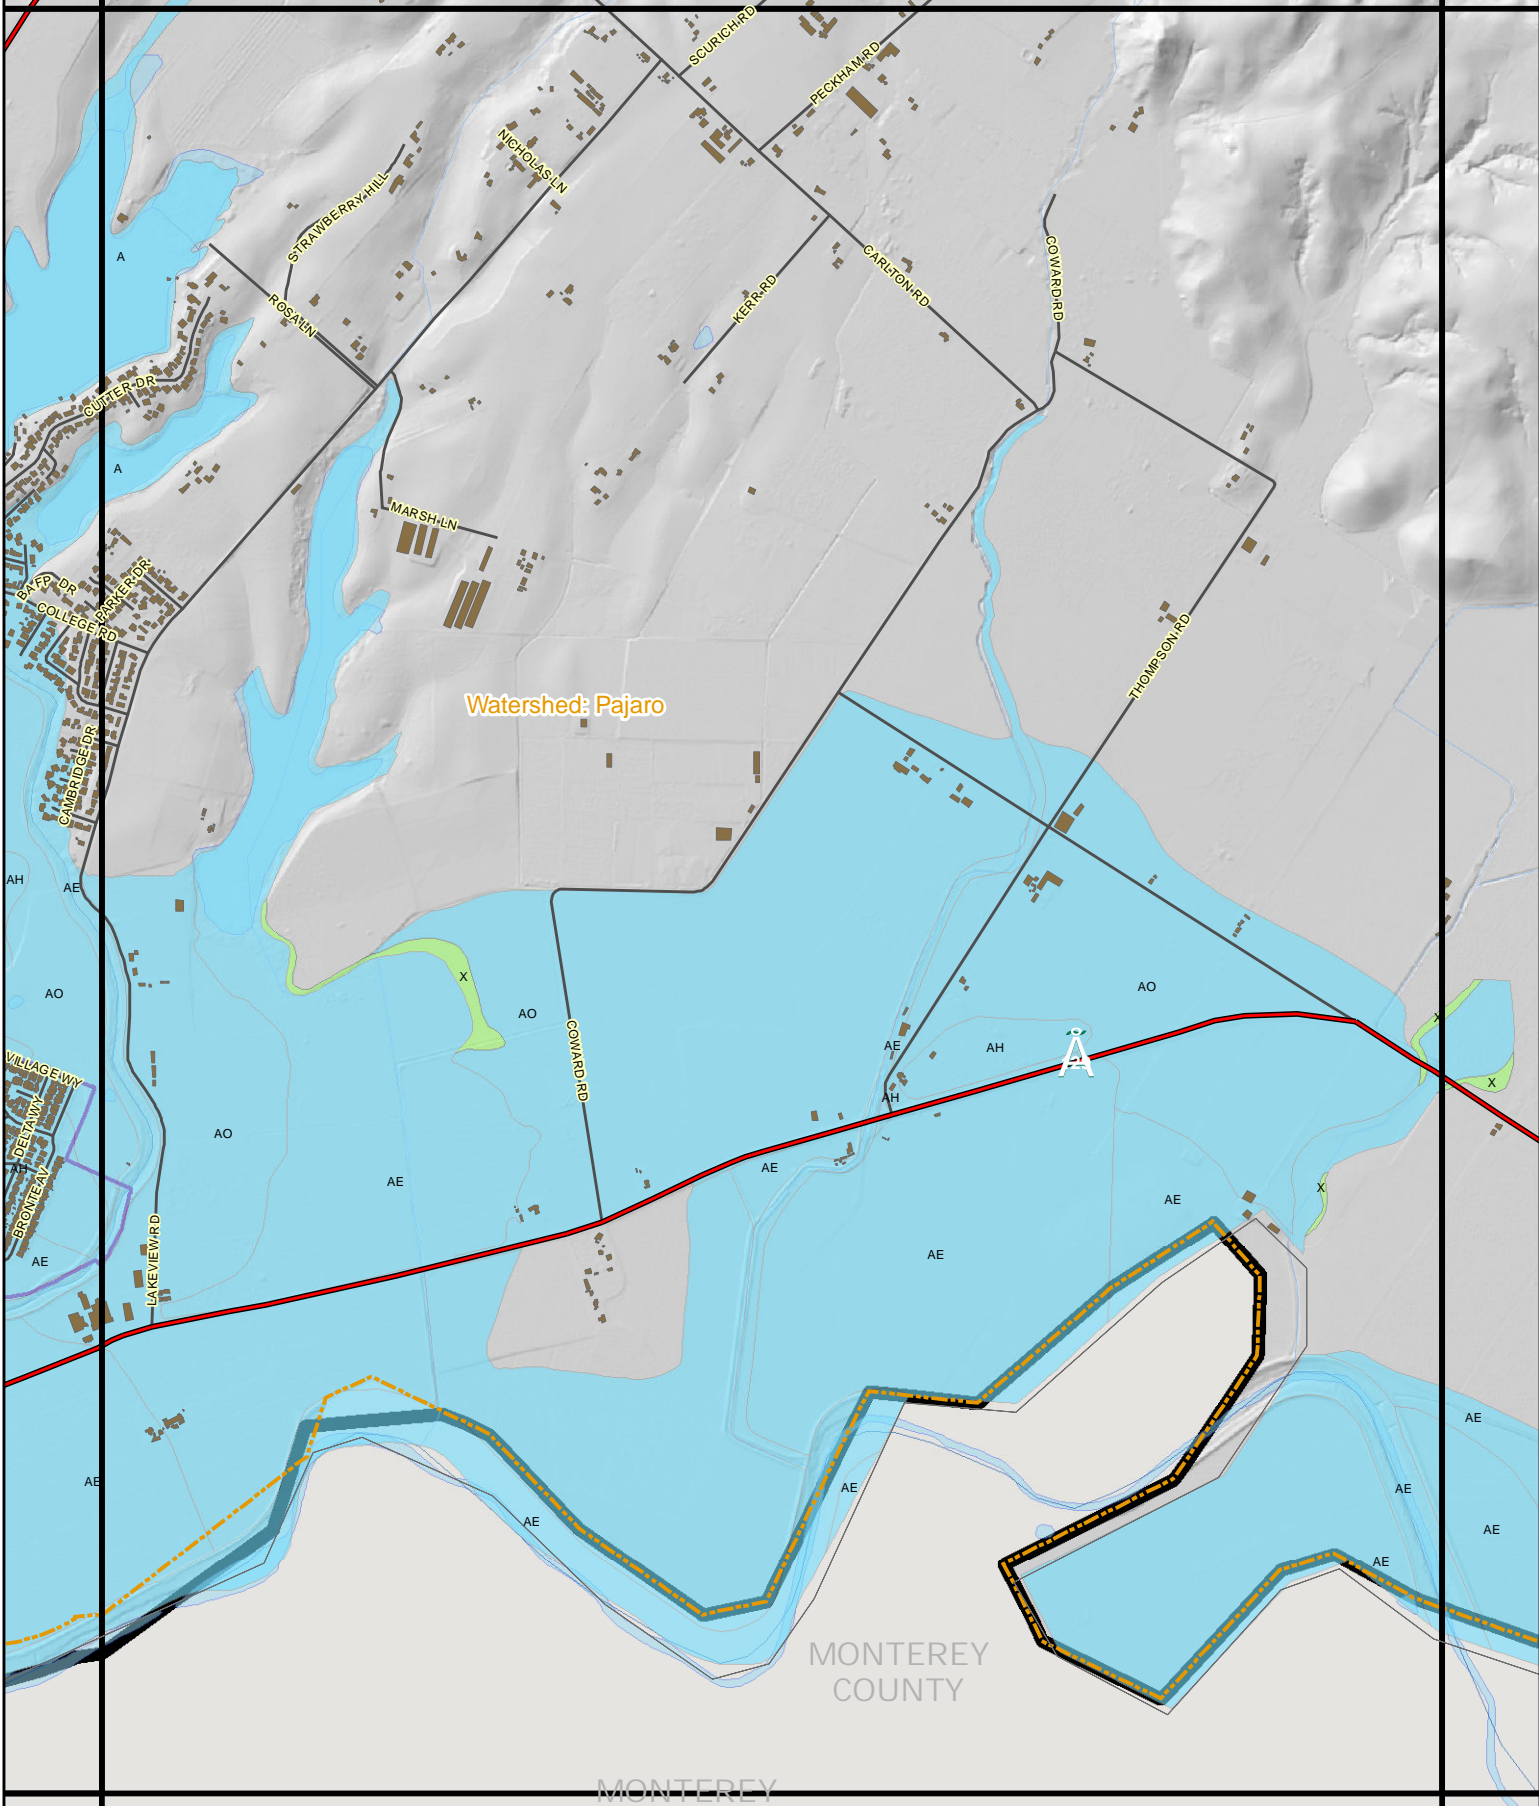 SCURICH RD
PECKHAM RD
NICHOLAS LN
STRAWBERRY HILL
A
COWARD RD
CARLTON RD
KERR RD
ROSA LN
CUTTER DR
A
MARSH LN
PARKER DR
DR
COLLEGE RD
THOMPSON RD
Watershed: Pajaro
CAMBRIDGE DR
AH
AE
X
AO
AO
AO
X
COWARD RD
AE
AH
Å
VILLAGE WY
X
AH
DELTA WY
AO
AH
AE
AE
X
BRONTE AV
AE
LAKEVIEW RD
AE
AE
AE
AE
AE
AE
AE
AE
AE
AE
MONTEREY
COUNTY
MONTEREY